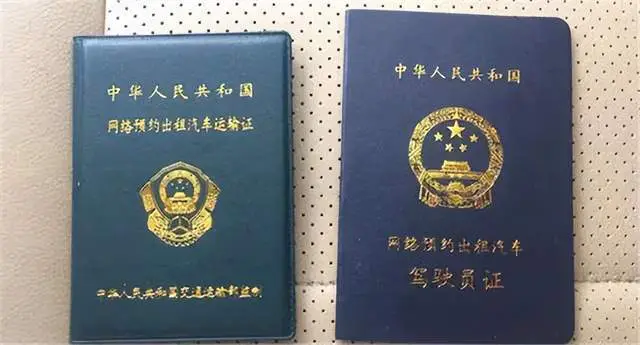 中华人民共和国
网络预约出租汽车运输证
中华人民共和国交通运输部监制
中华人民共和国
网络预约出租汽车
驾驶员证